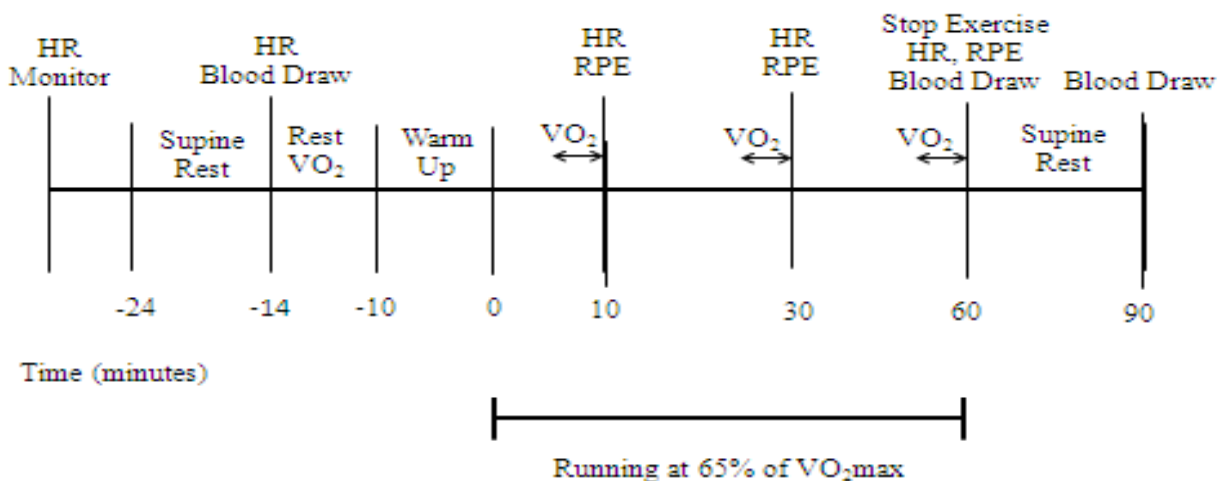 HR
Monitor
HR
Blood Draw
HR
RPE
HR
RPE
Stop Exercise
HR, RPE
Blood Draw
Blood Draw
Supine
Rest
Rest
VO₂
Warm
Up
VO₂
VO₂
VO₂
Supine
Rest
-24
-14
-10
0
10
30
60
90
Time (minutes)
Running at 65% of VO₂max